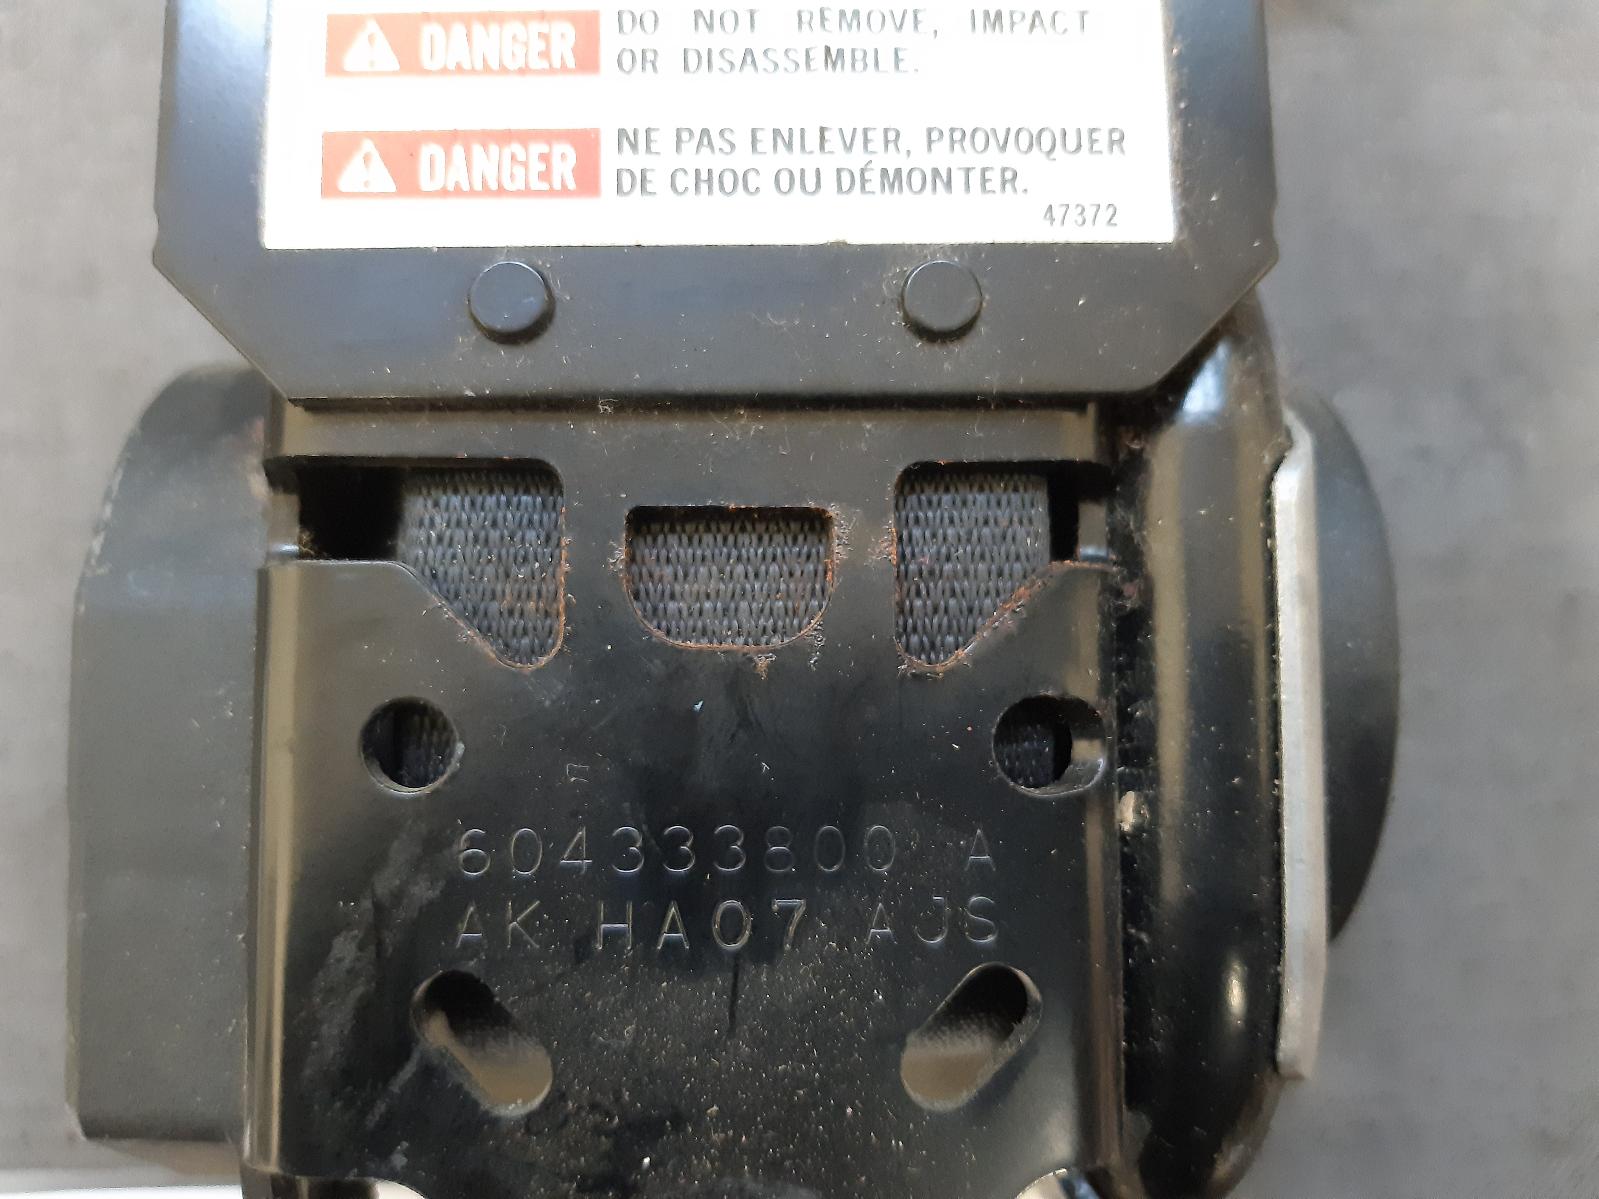 DANGER DO NOT REMOVE, IMPACT
OR DISASSEMBLE.
DANGER NE PAS ENLEVER, PROVOQUER
DE CHOC OU DÉMONTER.
47372
604333800 A
AK HA07 AJS